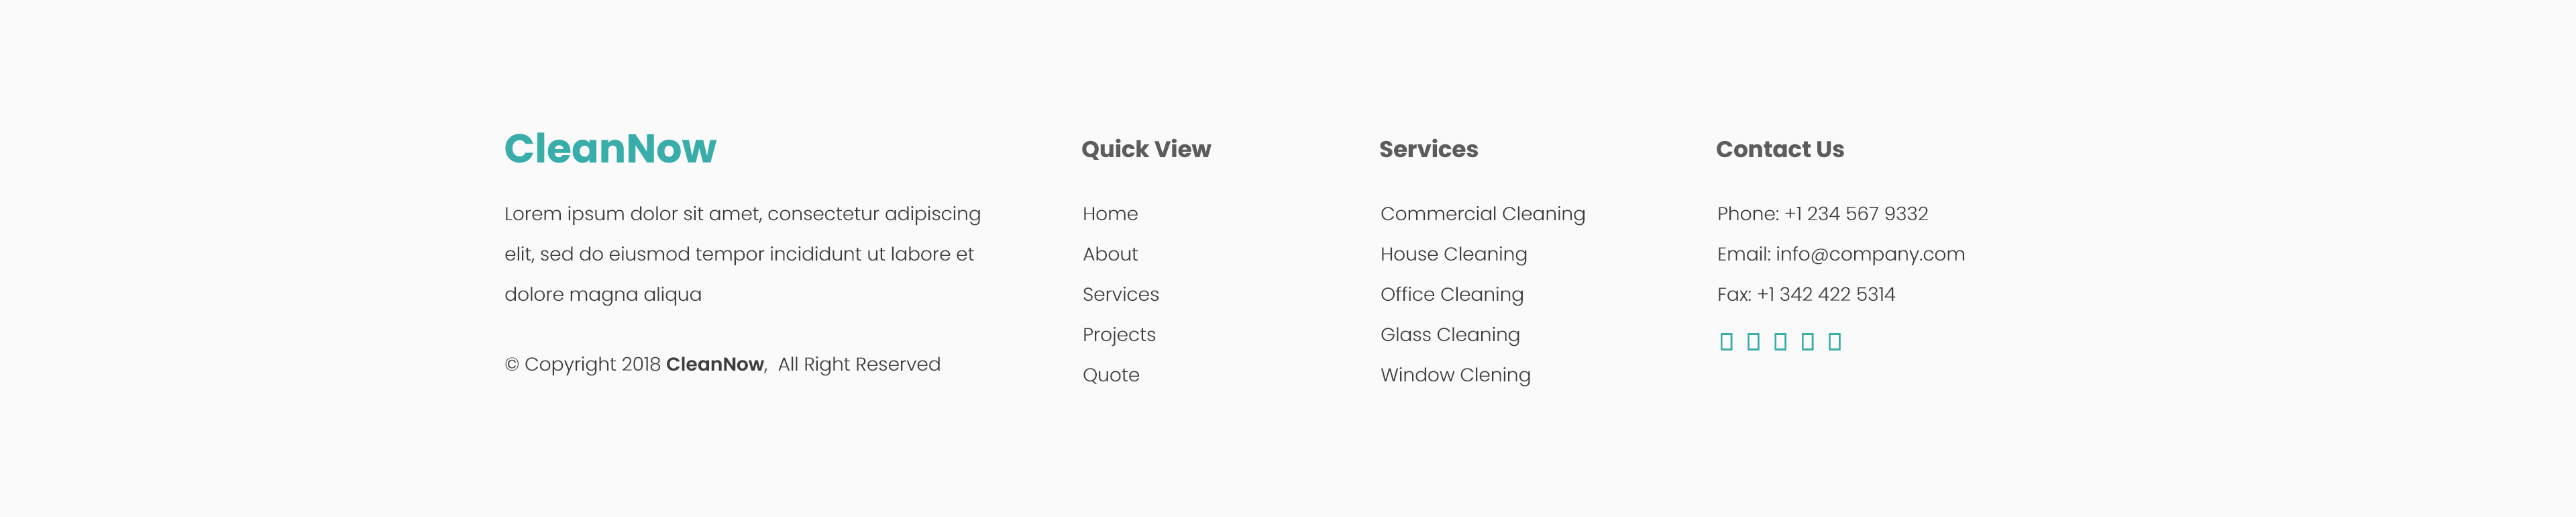 CleanNow
Lorem ipsum dolor sit amet, consectetur adipiscing
elit, sed do eiusmod tempor incididunt ut labore et
dolore magna aliqua
© Copyright 2018 CleanNow,  All Right Reserved
Quick View
Home
About
Services
Projects
Quote
Services
Commercial Cleaning
House Cleaning
Office Cleaning
Glass Cleaning
Window Clening
Contact Us
Phone: +1 234 567 9332
Email: info@company.com
Fax: +1 342 422 5314